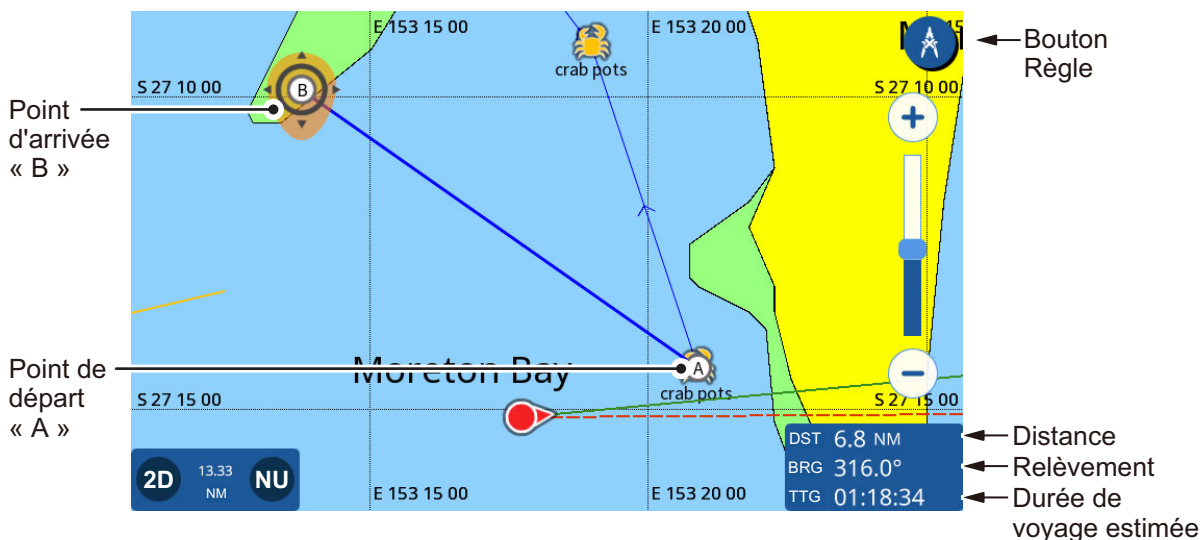 E 153 15 00
E 153 20 00
M
15
Bouton
Règle
crab pots
S 27 10 00
S 27 10 00
B
Point
d'arrivée
« B »
+
Moreton Bay
A
crab pots
−
Point de
départ
« A »
S 27 15 00
S 27 15 00
DST 6.8 NM
Distance
2D
13.33
NM
NU
BRG 316.0°
Relèvement
E 153 15 00
E 153 20 00
TTG 01:18:34
Durée de
voyage estimée